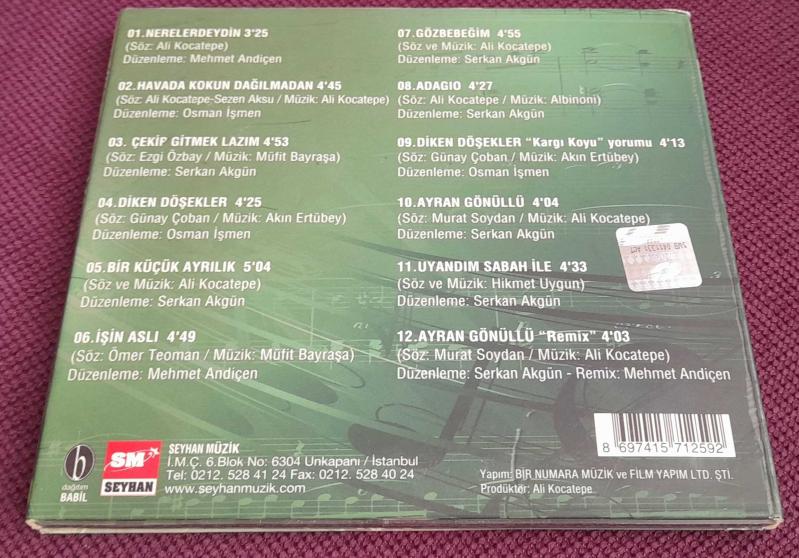 01.NERELERDEYDİN 3'25
(Söz: Ali Kocatepe)
Düzenleme: Mehmet Andiçen
02.HAVADA KOKUN DAĞILMADAN 4'45
(Söz: Ali Kocatepe-Sezen Aksu / Müzik: Ali Kocatepe)
Düzenleme: Osman İşmen
03. ÇEKİP GİTMEK LAZIM 4'53
(Söz: Ezgi Özbay / Müzik: Müfit Bayraşa)
Düzenleme: Serkan Akgün
04.DİKEN DÖŞEKLER 4'25
(Söz: Günay Çoban / Müzik: Akın Ertübey)
Düzenleme: Osman İşmen
05.BİR KÜÇÜK AYRILIK 5'04
(Söz ve Müzik: Ali Kocatepe)
Düzenleme: Serkan Akgün
06.İŞİN ASLI 4'49
(Söz: Ömer Teoman / Müzik: Müfit Bayraşa)
Düzenleme: Mehmet Andiçen
07.GÖZBEBEĞİM 4'55
(Söz ve Müzik: Ali Kocatepe)
Düzenleme: Serkan Akgün
08.ADAGIO 4'27
(Söz: Ali Kocatepe / Müzik: Albinoni)
Düzenleme: Serkan Akgün
09.DİKEN DÖŞEKLER "Kargı Koyu" yorumu 4'13
(Söz: Günay Çoban / Müzik: Akın Ertübey)
Düzenleme: Osman İşmen
10.AYRAN GÖNÜLLÜ 4'04
(Söz: Murat Soydan / Müzik: Ali Kocatepe)
Düzenleme: Serkan Akgün
11.UYANDIM SABAH İLE 4'33
(Söz ve Müzik: Hikmet Uygun)
Düzenleme: Serkan Akgün
12.AYRAN GÖNÜLLÜ "Remix" 4'03
(Söz: Murat Soydan / Müzik: Ali Kocatepe)
Düzenleme: Serkan Akgün - Remix: Mehmet Andiçen
b
dağıtım
BABİL
SM
SEYHAN
SEYHAN MÜZİK
İ.M.Ç. 6.Blok No: 6304 Unkapanı / İstanbul
Tel: 0212. 528 41 24 Fax: 0212. 528 40 24
www.seyhanmuzik.com
8 697415 712592
Yapım: BİR NUMARA MÜZİK ve FİLM YAPIM LTD. ŞTİ.
Prodüktör: Ali Kocatepe